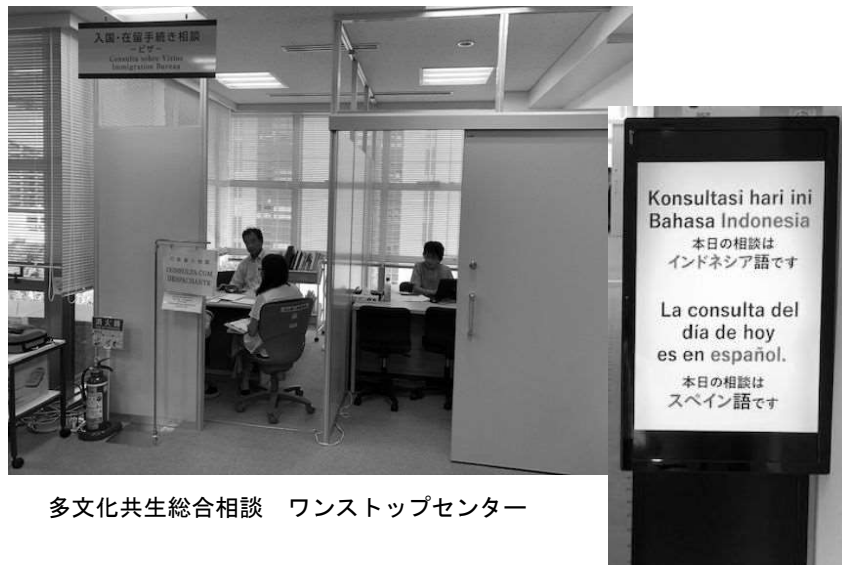 入国・在留手続き相談
－ビザ－
Consulta sobre Vistos
Immigration Bureau
CONSULTA COM
DESPACHANTE
消火器
Konsultasi hari ini
Bahasa Indonesia
本日の相談は
インドネシア語です
La consulta del
día de hoy
es en español.
本日の相談は
スペイン語です
多文化共生総合相談　ワンストップセンター